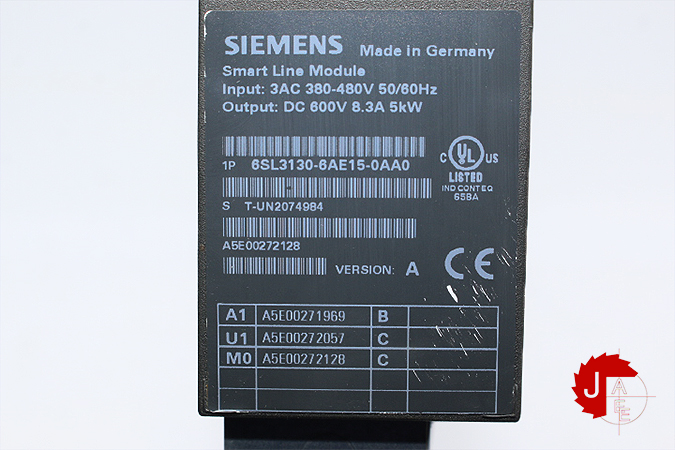 SIEMENS Made in Germany
Smart Line Module
Input: 3AC 380-480V 50/60Hz
Output: DC 600V 8.3A 5kW
1P 6SL3130-6AE15-0AA0
C UL US
LISTED
IND CONT EQ
65BA
S T-UN2074984
A5E00272128
VERSION: A CE
A1 A5E00271969 B
U1 A5E00272057 C
M0 A5E00272128 C
JAEE